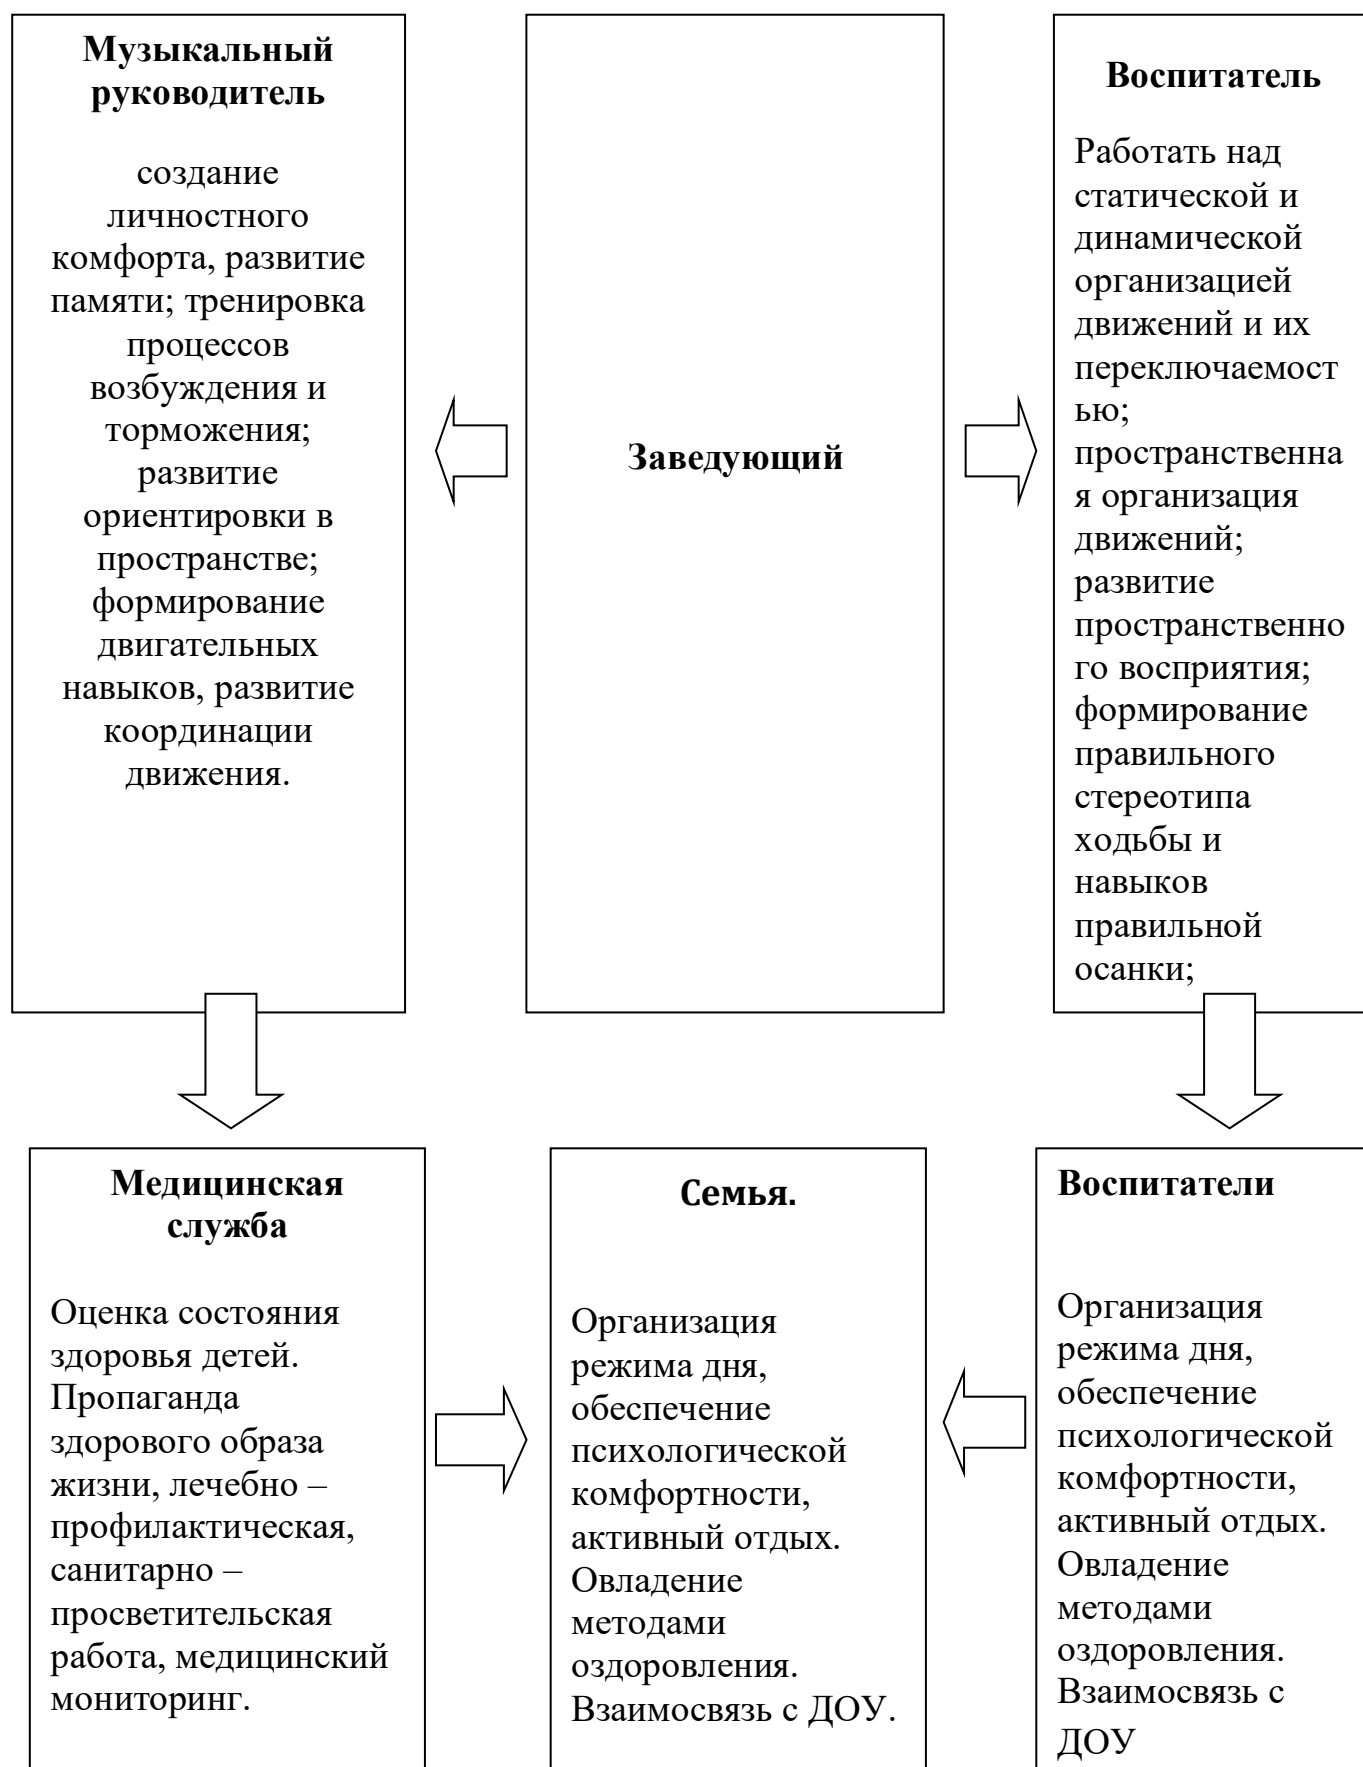 Музыкальный
руководитель
создание
личностного
комфорта, развитие
памяти; тренировка
процессов
возбуждения и
торможения;
развитие
ориентировки в
пространстве;
формирование
двигательных
навыков, развитие
координации
движения.
Заведующий
Воспитатель
Работать над
статической и
динамической
организацией
движений и их
переключаемост
ью;
пространственна
я организация
движений;
развитие
пространственно
го восприятия;
формирование
правильного
стереотипа
ходьбы и
навыков
правильной
осанки;
Медицинская
служба
Оценка состояния
здоровья детей.
Пропаганда
здорового образа
жизни, лечебно –
профилактическая,
санитарно –
просветительская
работа, медицинский
мониторинг.
Семья.
Организация
режима дня,
обеспечение
психологической
комфортности,
активный отдых.
Овладение
методами
оздоровления.
Взаимосвязь с ДОУ.
Воспитатели
Организация
режима дня,
обеспечение
психологической
комфортности,
активный отдых.
Овладение
методами
оздоровления.
Взаимосвязь с
ДОУ